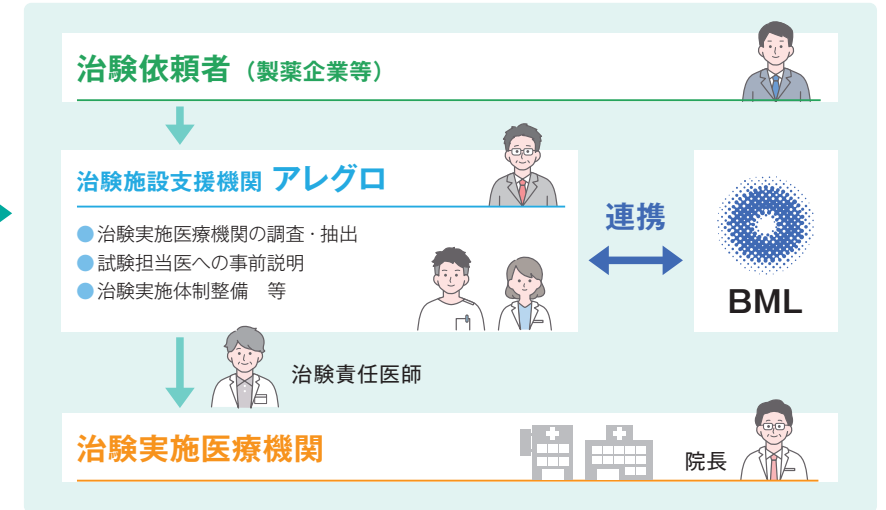 治験依頼者（製薬企業等）
治験施設支援機関 アレグロ
●治験実施医療機関の調査・抽出
●試験担当医への事前説明
●治験実施体制整備　等
連携
BML
治験責任医師
治験実施医療機関
院長